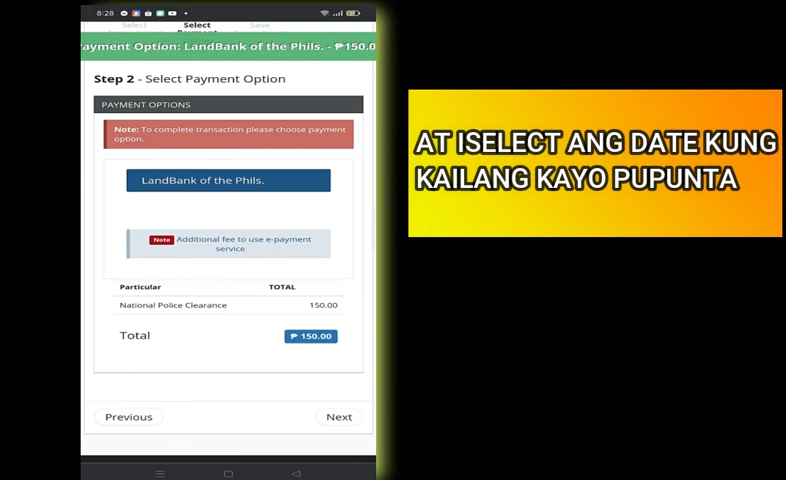 8:28
Select
Select
Save
Payment
ayment Option: LandBank of the Phils. - ₱150.0
Step 2 - Select Payment Option
PAYMENT OPTIONS
Note: To complete transaction please choose payment
option.
LandBank of the Phils.
Note Additional fee to use e-payment
service
Particular TOTAL
National Police Clearance 150.00
Total ₱ 150.00
Previous Next
AT ISELECT ANG DATE KUNG
KAILANG KAYO PUPUNTA